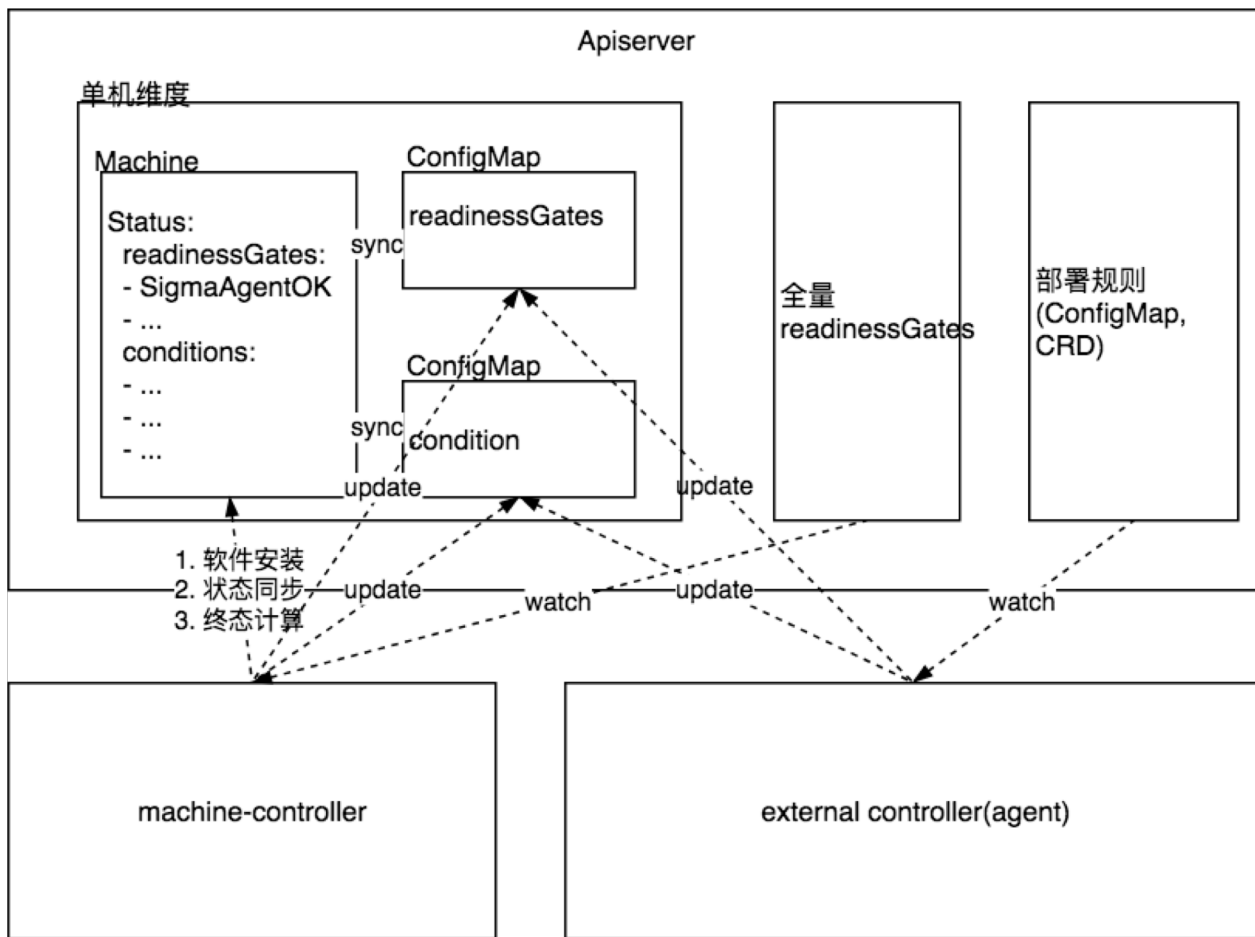 Apiserver
单机维度
Machine
Status:
readinessGates:
- SigmaAgentOK
- ...
conditions:
- ...
- ...
- ...
sync
sync
ConfigMap
readinessGates
ConfigMap
condition
全量
readinessGates
部署规则
(ConfigMap,
CRD)
update
update
1. 软件安装
2. 状态同步
3. 终态计算
update
watch
update
watch
machine-controller
external controller(agent)